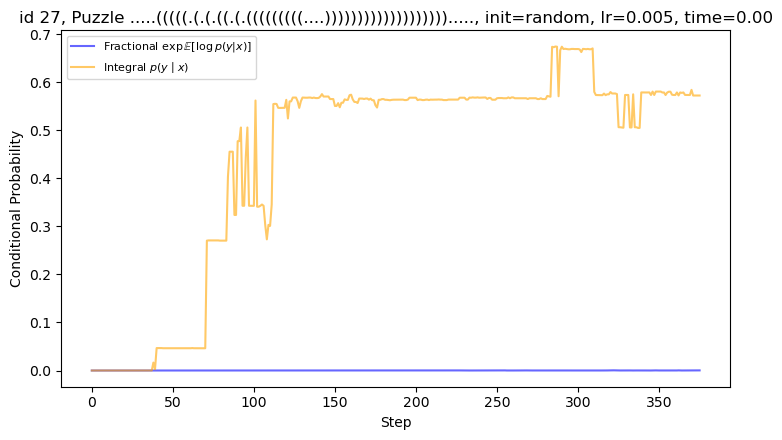 id 27, Puzzle .....(((((.(.(.((.(.(((((((((....))))))))))))))))))))....., init=random, lr=0.005, time=0.00
Fractional exp𝔼[log p(y|x)]
Integral p(y | x)
0.7
0.6
0.5
0.4
0.3
0.2
0.1
0.0
Conditional Probability
0 50 100 150 200 250 300 350
Step